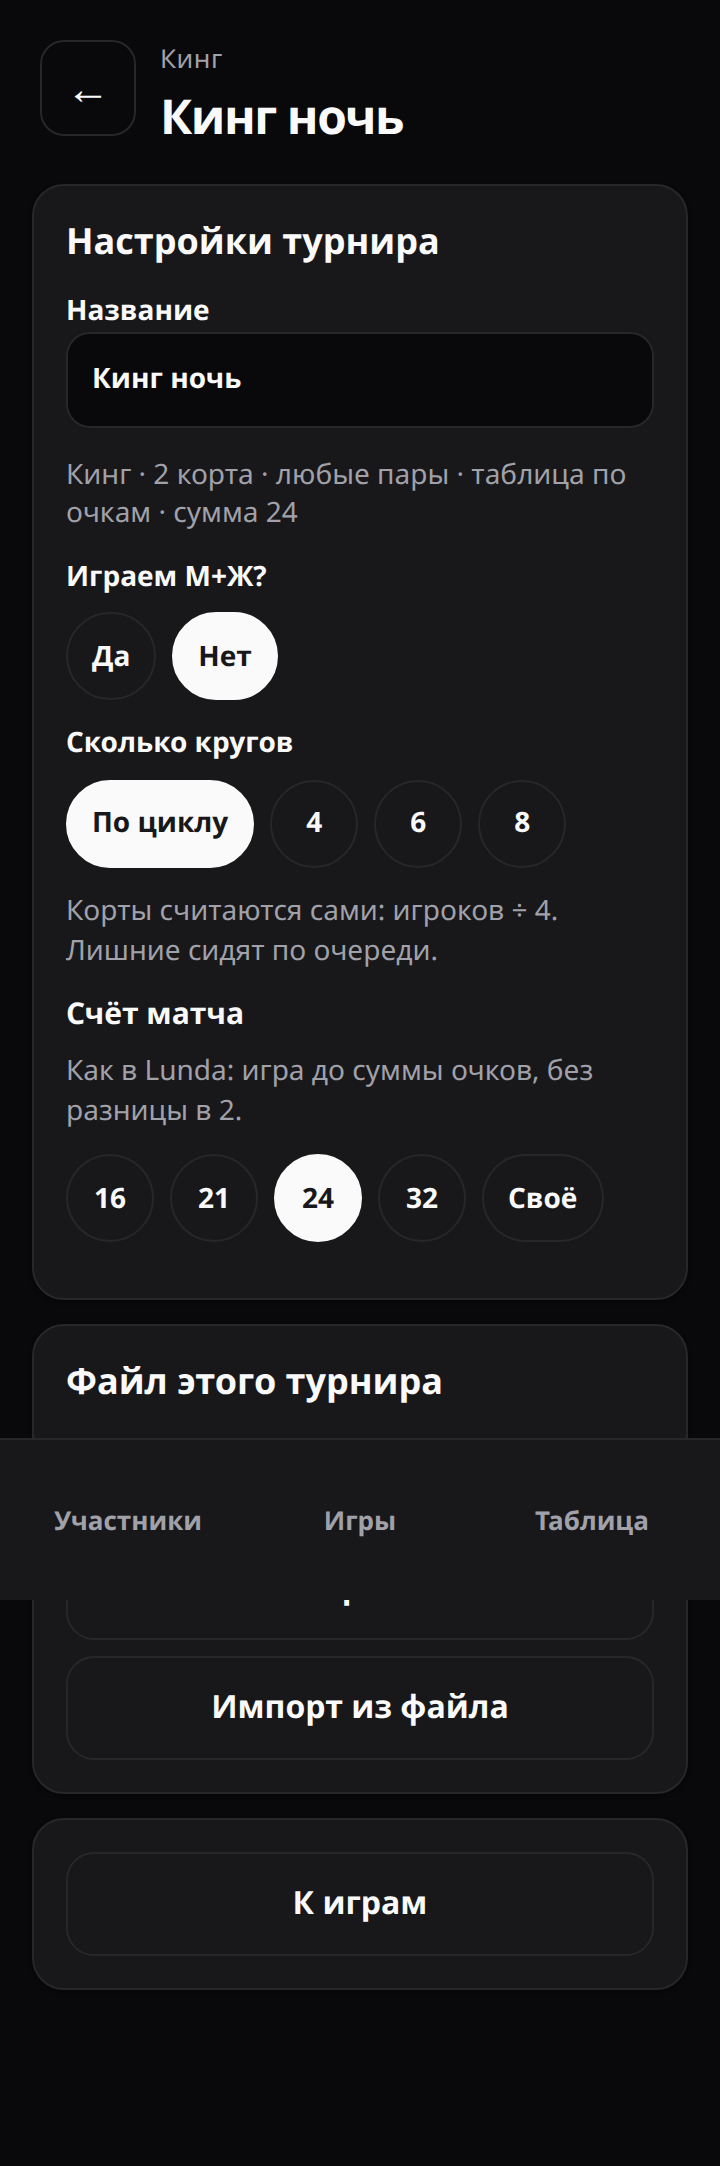 ←
Кинг
Кинг ночь
Настройки турнира
Название
Кинг ночь
Кинг · 2 корта · любые пары · таблица по
очкам · сумма 24
Играем М+Ж?
Да
Нет
Сколько кругов
По циклу
4
6
8
Корты считаются сами: игроков ÷ 4.
Лишние сидят по очереди.
Счёт матча
Как в Lunda: игра до суммы очков, без
разницы в 2.
16
21
24
32
Своё
Файл этого турнира
Участники
Игры
Таблица
Импорт из файла
К играм